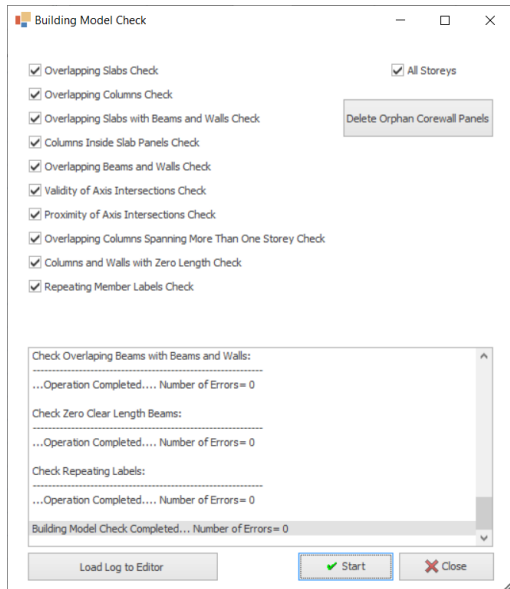 Building Model Check
Overlapping Slabs Check
All Storeys
Overlapping Columns Check
Overlapping Slabs with Beams and Walls Check
Delete Orphan Corewall Panels
Columns Inside Slab Panels Check
Overlapping Beams and Walls Check
Validity of Axis Intersections Check
Proximity of Axis Intersections Check
Overlapping Columns Spanning More Than One Storey Check
Columns and Walls with Zero Length Check
Repeating Member Labels Check
Check Overlaping Beams with Beams and Walls:
------------------------------------------------------------
...Operation Completed.... Number of Errors= 0
Check Zero Clear Length Beams:
------------------------------------------------------------
...Operation Completed.... Number of Errors= 0
Check Repeating Labels:
------------------------------------------------------------
...Operation Completed.... Number of Errors= 0
Building Model Check Completed... Number of Errors= 0
Load Log to Editor
Start
Close